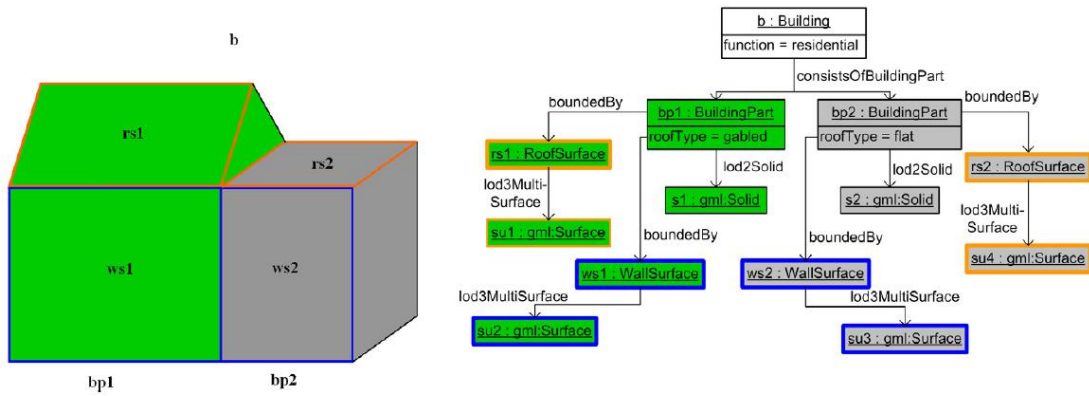 b
rs1
rs2
ws1
ws2
bp1
bp2
b : Building
function = residential
consistsOfBuildingPart
boundedBy
bp1 : BuildingPart
roofType = gabled
bp2 : BuildingPart
roofType = flat
boundedBy
rs1 : RoofSurface
lod2Solid
lod2Solid
rs2 : RoofSurface
lod3Multi-
Surface
s1 : gml:Solid
s2 : gml:Solid
lod3Multi-
Surface
su1 : gml:Surface
boundedBy
boundedBy
su4 : gml:Surface
ws1 : WallSurface
ws2 : WallSurface
lod3MultiSurface
lod3MultiSurface
su2 : gml:Surface
su3 : gml:Surface